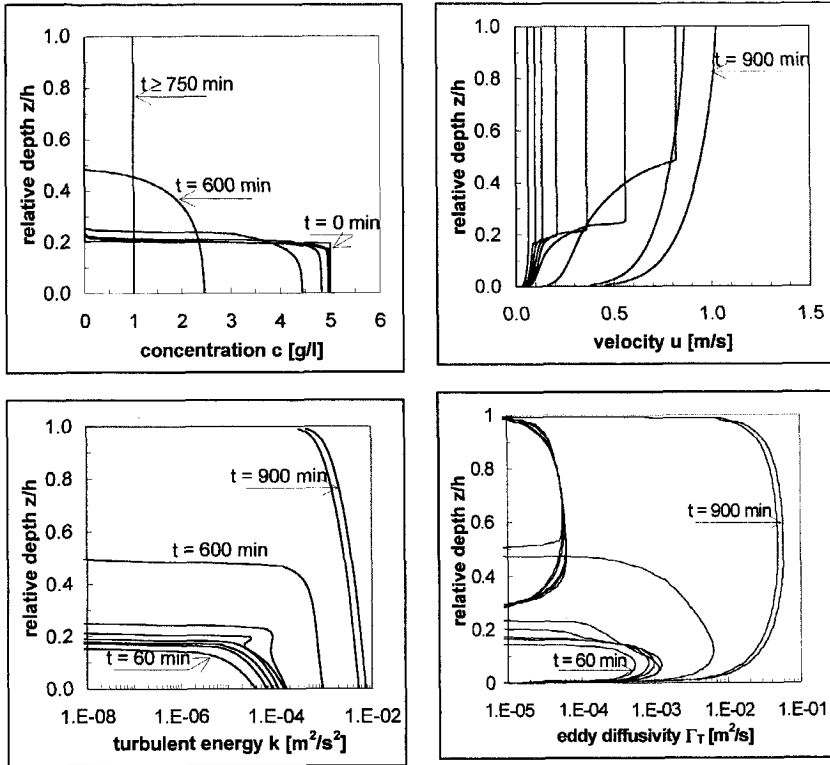 1.0
0.8
0.6
0.4
0.2
0.0
relative depth z/h
t ≥ 750 min
t = 600 min
t = 0 min
0 1 2 3 4 5 6
concentration c [g/l]
1.0
0.8
0.6
0.4
0.2
0.0
relative depth z/h
t = 900 min
0.0 0.5 1.0 1.5
velocity u [m/s]
1.0
0.8
0.6
0.4
0.2
0.0
relative depth z/h
t = 900 min
t = 600 min
t = 60 min
1.E-08 1.E-06 1.E-04 1.E-02
turbulent energy k [m²/s²]
1
0.8
0.6
0.4
0.2
0
relative depth z/h
t = 900 min
t = 60 min
1.E-05 1.E-04 1.E-03 1.E-02 1.E-01
eddy diffusivity Γ_T [m²/s]